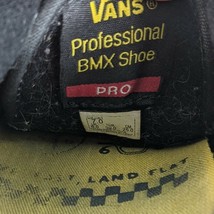 VANS®
Professional
BMX Shoe
PRO
LAND FLAT